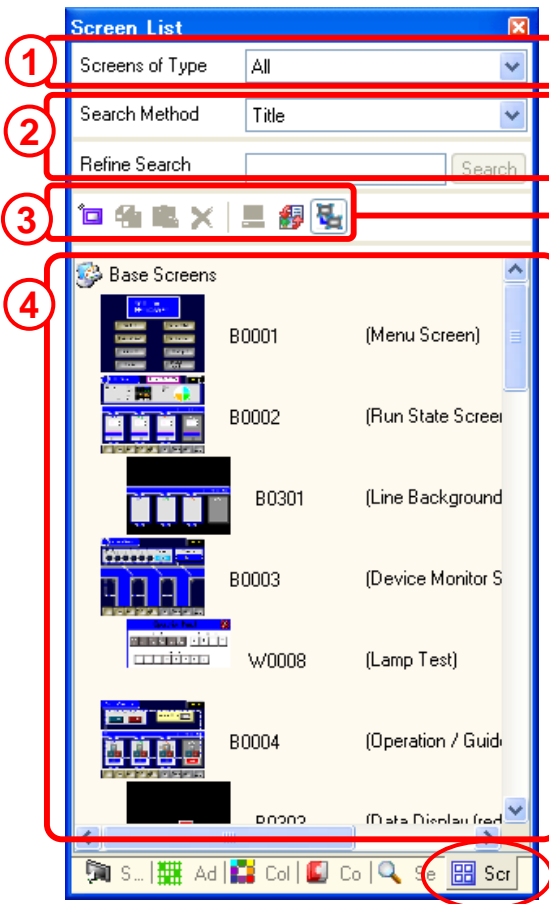 Screen List
1 Screens of Type All
2 Search Method Title
Refine Search Search
3
4 Base Screens
B0001 (Menu Screen)
B0002 (Run State Screen
B0301 (Line Background
B0003 (Device Monitor S
W0008 (Lamp Test)
B0004 (Operation / Guid
(Data Display (red
S... Ad Col Co Se Scr